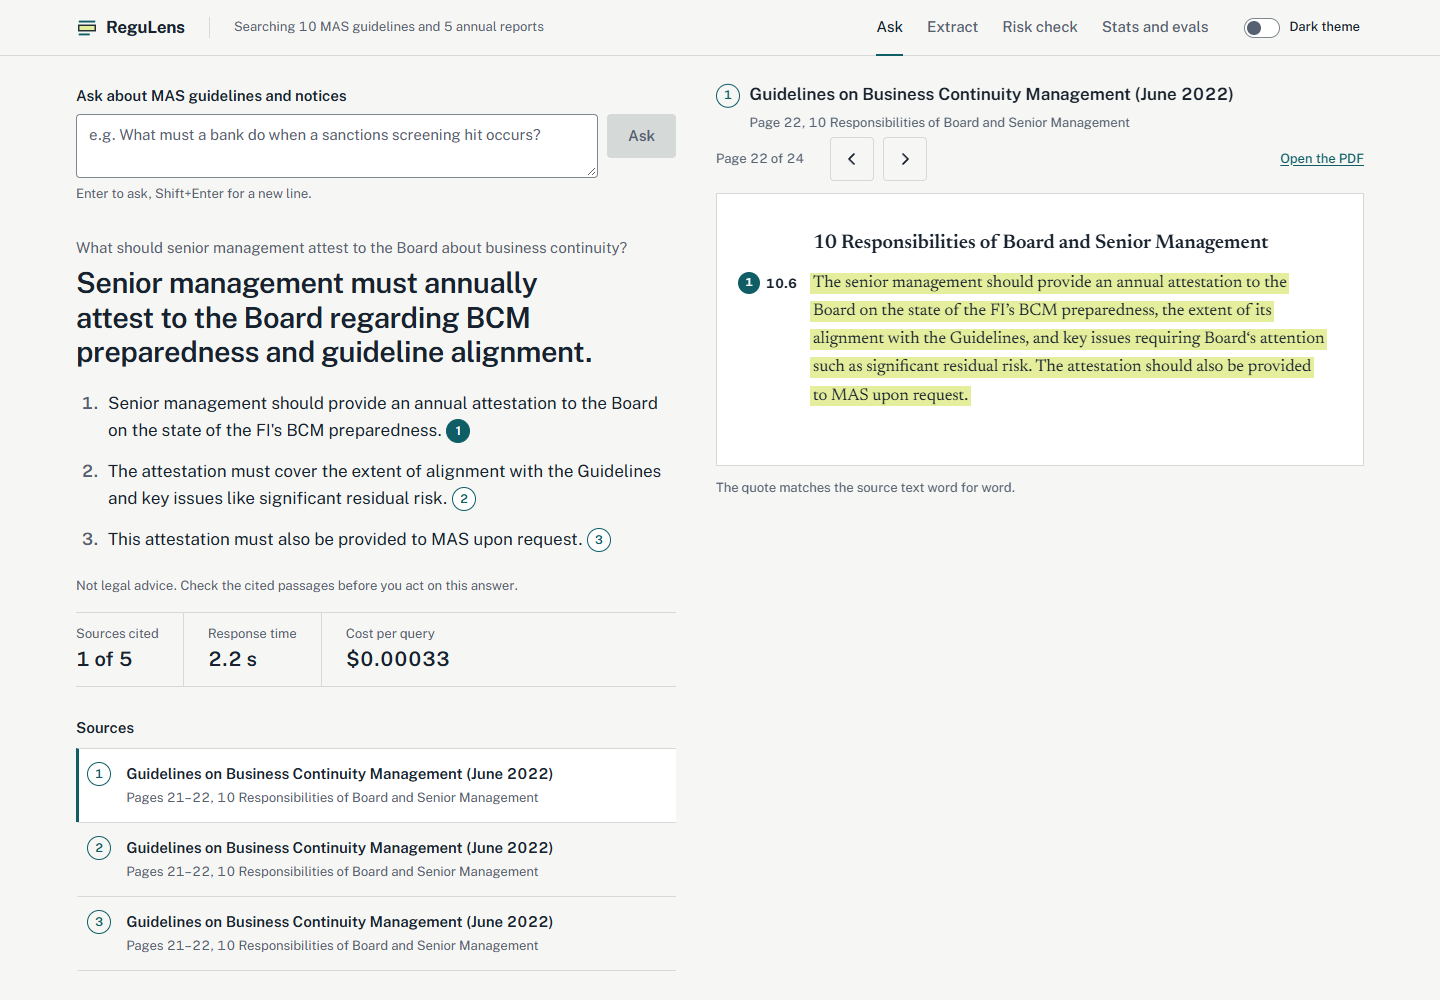 ReguLens
Searching 10 MAS guidelines and 5 annual reports
Ask
Extract
Risk check
Stats and evals
Dark theme
Ask about MAS guidelines and notices
e.g. What must a bank do when a sanctions screening hit occurs?
Ask
Enter to ask, Shift+Enter for a new line.
What should senior management attest to the Board about business continuity?
Senior management must annually
attest to the Board regarding BCM
preparedness and guideline alignment.
1. Senior management should provide an annual attestation to the Board
on the state of the FI's BCM preparedness. 1
2. The attestation must cover the extent of alignment with the Guidelines
and key issues like significant residual risk. 2
3. This attestation must also be provided to MAS upon request. 3
Not legal advice. Check the cited passages before you act on this answer.
Sources cited
1 of 5
Response time
2.2 s
Cost per query
$0.00033
Sources
1 Guidelines on Business Continuity Management (June 2022)
Pages 21–22, 10 Responsibilities of Board and Senior Management
2 Guidelines on Business Continuity Management (June 2022)
Pages 21–22, 10 Responsibilities of Board and Senior Management
3 Guidelines on Business Continuity Management (June 2022)
Pages 21–22, 10 Responsibilities of Board and Senior Management
1 Guidelines on Business Continuity Management (June 2022)
Page 22, 10 Responsibilities of Board and Senior Management
Page 22 of 24
Open the PDF
10 Responsibilities of Board and Senior Management
1 10.6 The senior management should provide an annual attestation to the
Board on the state of the FI’s BCM preparedness, the extent of its
alignment with the Guidelines, and key issues requiring Board‘s attention
such as significant residual risk. The attestation should also be provided
to MAS upon request.
The quote matches the source text word for word.